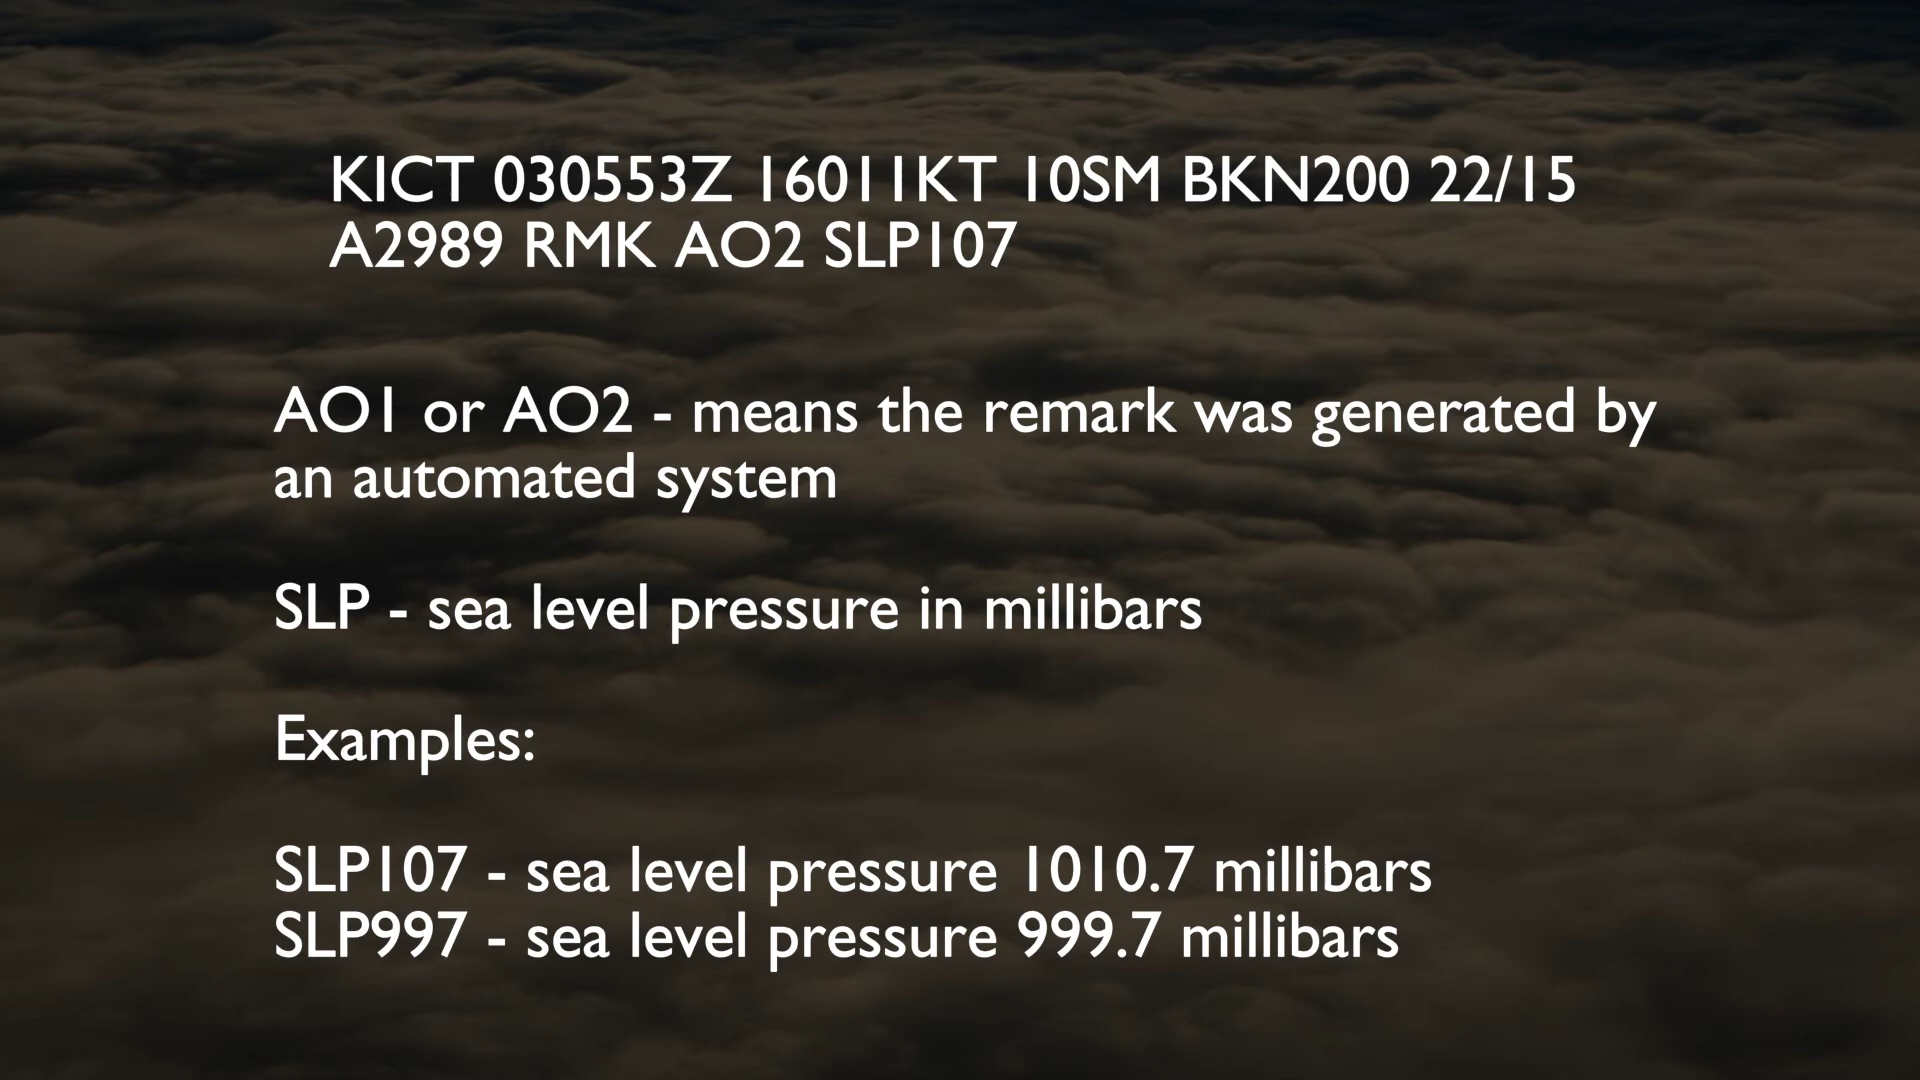 KICT 030553Z 16011KT 10SM BKN200 22/15
A2989 RMK AO2 SLP107
AO1 or AO2 - means the remark was generated by
an automated system
SLP - sea level pressure in millibars
Examples:
SLP107 - sea level pressure 1010.7 millibars
SLP997 - sea level pressure 999.7 millibars